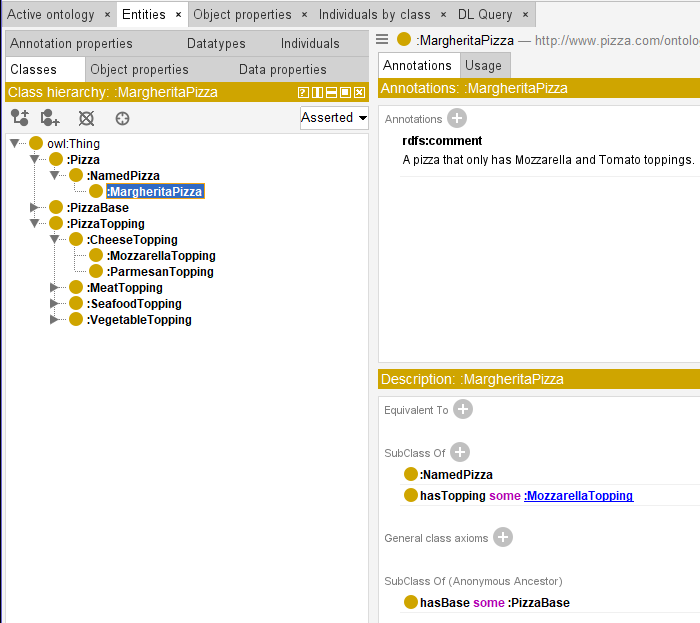 Active ontology × Entities × Object properties × Individuals by class × DL Query ×
Annotation properties Datatypes Individuals
Classes Object properties Data properties
Class hierarchy: :MargheritaPizza
Asserted
owl:Thing
:Pizza
:NamedPizza
:MargheritaPizza
:PizzaBase
:PizzaTopping
:CheeseTopping
:MozzarellaTopping
:ParmesanTopping
:MeatTopping
:SeafoodTopping
:VegetableTopping
:MargheritaPizza — http://www.pizza.com/ontolo
Annotations Usage
Annotations: :MargheritaPizza
Annotations
rdfs:comment
A pizza that only has Mozzarella and Tomato toppings.
Description: :MargheritaPizza
Equivalent To
SubClass Of
:NamedPizza
hasTopping some :MozzarellaTopping
General class axioms
SubClass Of (Anonymous Ancestor)
hasBase some :PizzaBase